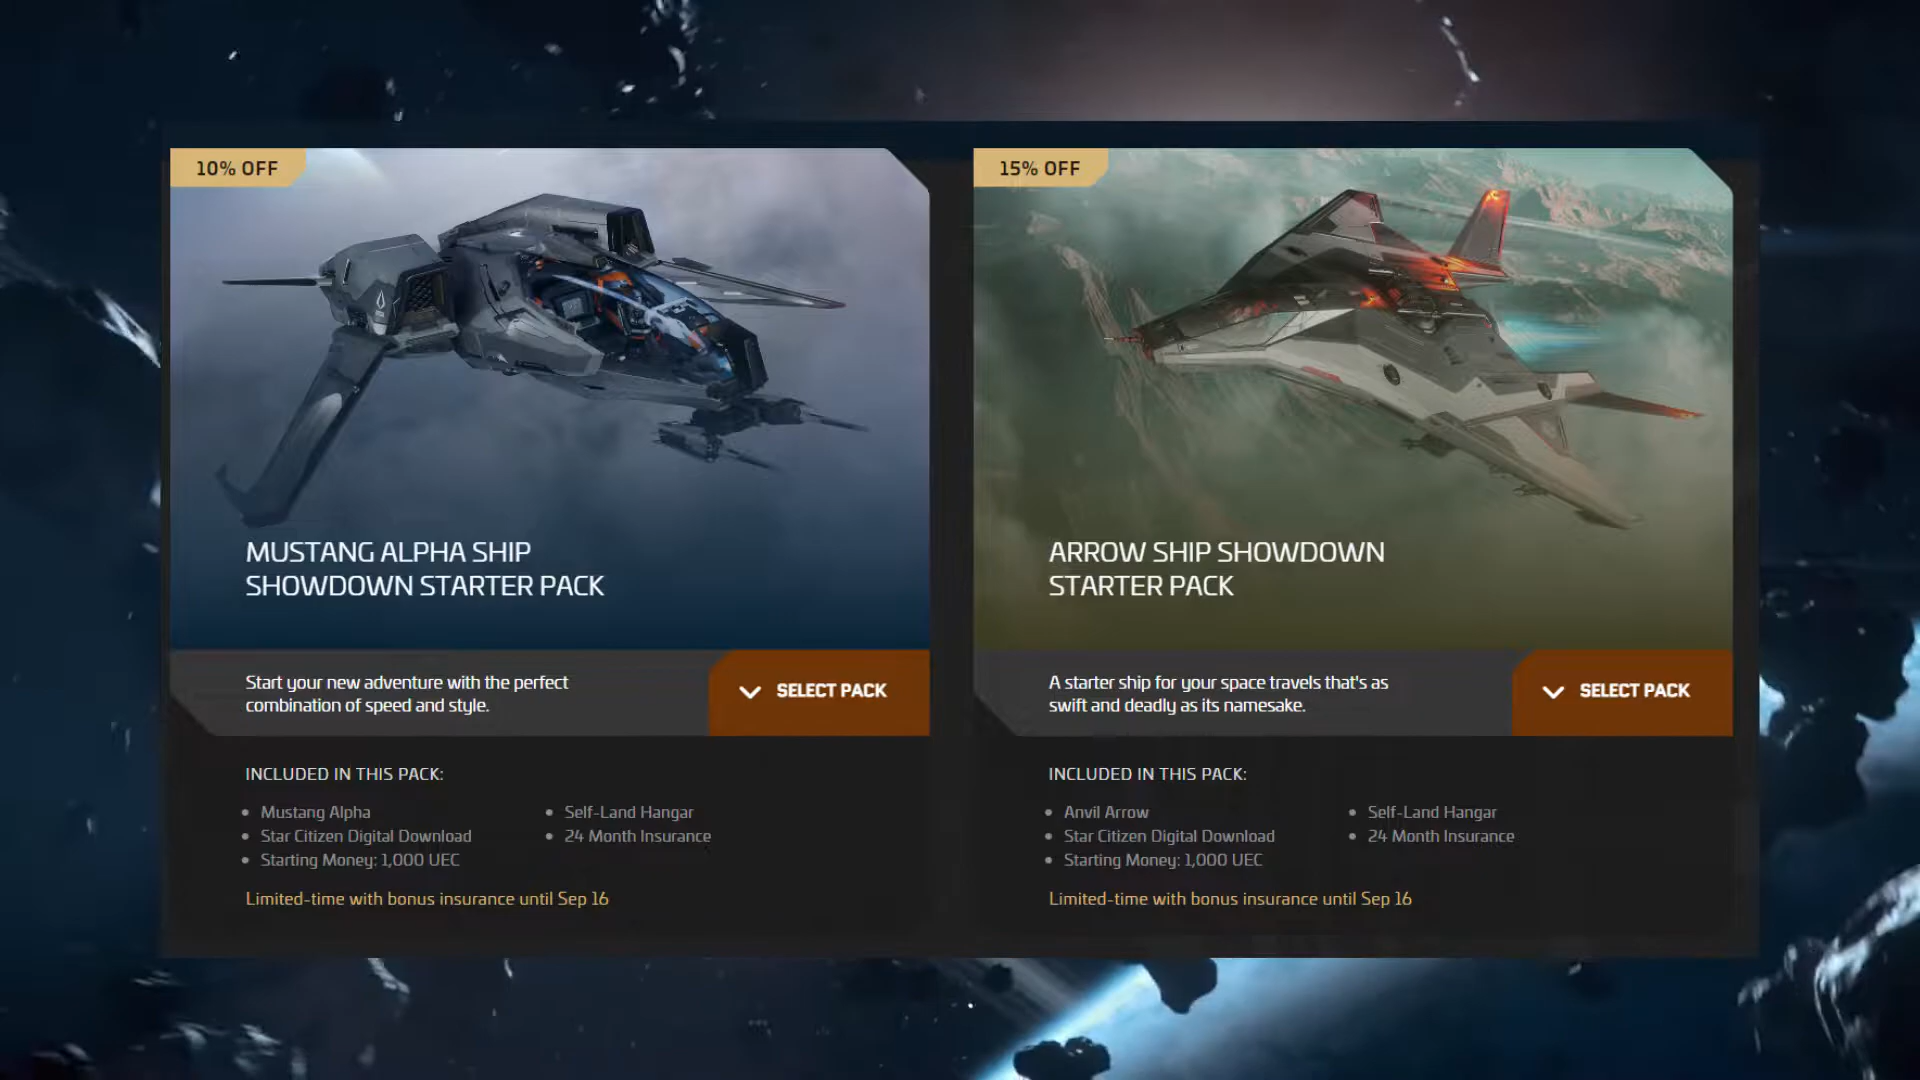 10% OFF
MUSTANG ALPHA SHIP
SHOWDOWN STARTER PACK
Start your new adventure with the perfect
combination of speed and style.
SELECT PACK
INCLUDED IN THIS PACK:
• Mustang Alpha
• Star Citizen Digital Download
• Starting Money: 1,000 UEC
• Self-Land Hangar
• 24 Month Insurance
Limited-time with bonus insurance until Sep 16
15% OFF
ARROW SHIP SHOWDOWN
STARTER PACK
A starter ship for your space travels that's as
swift and deadly as its namesake.
SELECT PACK
INCLUDED IN THIS PACK:
• Anvil Arrow
• Star Citizen Digital Download
• Starting Money: 1,000 UEC
• Self-Land Hangar
• 24 Month Insurance
Limited-time with bonus insurance until Sep 16